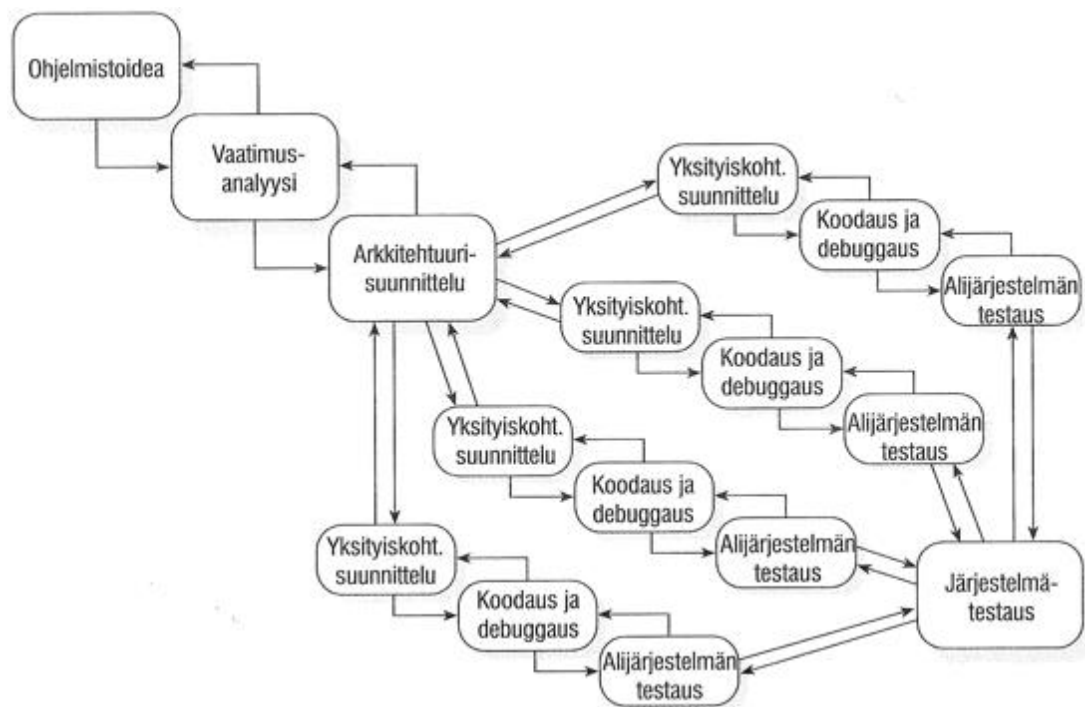 Ohjelmistoidea
Vaatimus-
analyysi
Arkkitehtuuri-
suunnittelu
Yksityiskoht.
suunnittelu
Koodaus ja
debuggaus
Alijärjestelmän
testaus
Yksityiskoht.
suunnittelu
Koodaus ja
debuggaus
Alijärjestelmän
testaus
Yksityiskoht.
suunnittelu
Koodaus ja
debuggaus
Alijärjestelmän
testaus
Yksityiskoht.
suunnittelu
Koodaus ja
debuggaus
Alijärjestelmän
testaus
Järjestelmä-
testaus